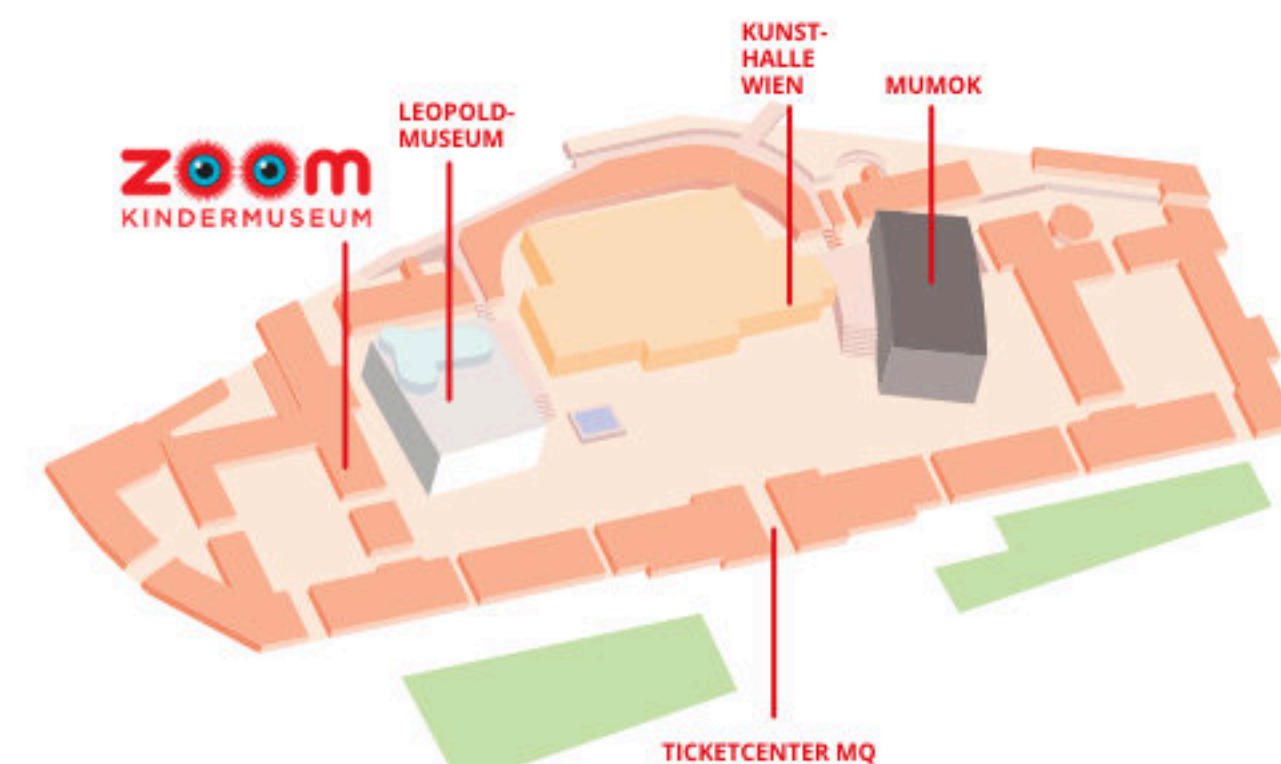 KUNST-
HALLE
WIEN
MUMOK
LEOPOLD-
MUSEUM
ZOOM
KINDERMUSEUM
TICKETCENTER MQ